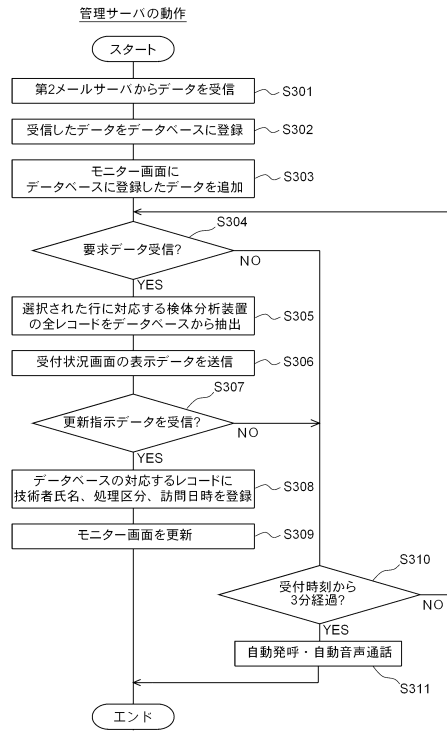 管理サーバの動作
スタート
第2メールサーバからデータを受信
S301
受信したデータをデータベースに登録
S302
モニター画面に
データベースに登録したデータを追加
S303
S304
要求データ受信?
NO
YES
選択された行に対応する検体分析装置
の全レコードをデータベースから抽出
S305
受付状況画面の表示データを送信
S306
S307
更新指示データを受信?
NO
YES
データベースの対応するレコードに
技術者氏名、処理区分、訪問日時を登録
S308
モニター画面を更新
S309
S310
受付時刻から
3分経過?
NO
YES
自動発呼・自動音声通話
S311
エンド